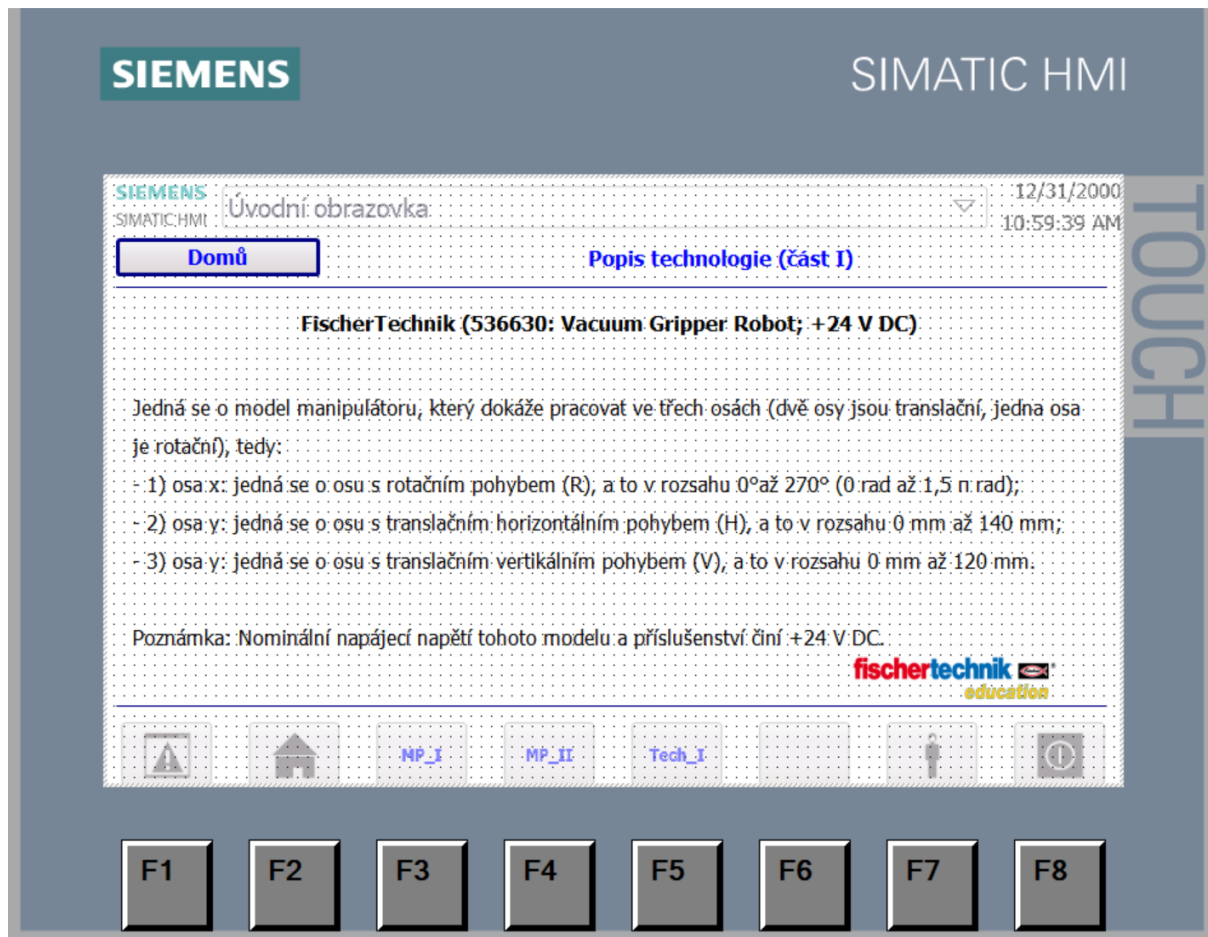 SIEMENS
SIMATIC HMI
TOUCH
SIEMENS
SIMATIC HMI
Úvodní obrazovka
12/31/2000
10:59:39 AM
Domů
Popis technologie (část I)
FischerTechnik (536630: Vacuum Gripper Robot; +24 V DC)
Jedná se o model manipulátoru, který dokáže pracovat ve třech osách (dvě osy jsou translační, jedna osa
je rotační), tedy:
- 1) osa x: jedná se o osu s rotačním pohybem (R), a to v rozsahu 0°až 270° (0 rad až 1,5 π rad);
- 2) osa y: jedná se o osu s translačním horizontálním pohybem (H), a to v rozsahu 0 mm až 140 mm;
- 3) osa y: jedná se o osu s translačním vertikálním pohybem (V), a to v rozsahu 0 mm až 120 mm.
Poznámka: Nominální napájecí napětí tohoto modelu a příslušenství činí +24 V DC.
fischertechnik
education
MP_I
MP_II
Tech_I
F1 F2 F3 F4 F5 F6 F7 F8